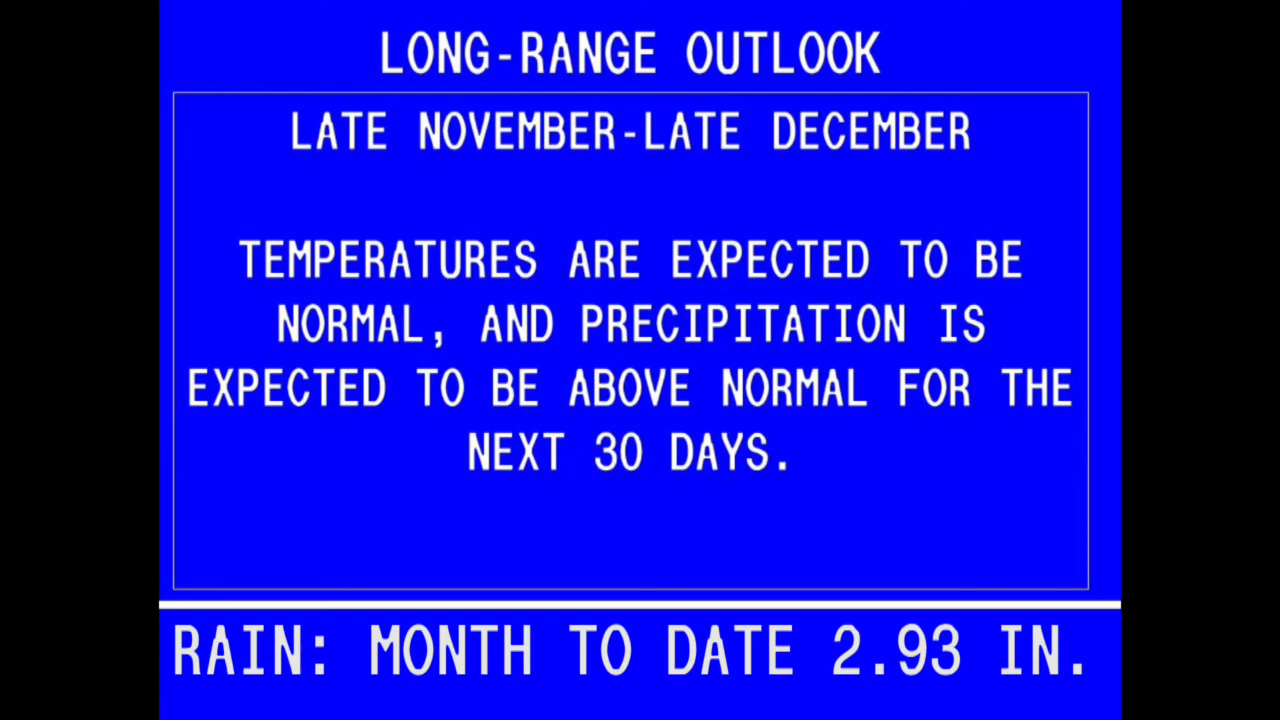 LONG-RANGE OUTLOOK
LATE NOVEMBER-LATE DECEMBER
TEMPERATURES ARE EXPECTED TO BE
NORMAL, AND PRECIPITATION IS
EXPECTED TO BE ABOVE NORMAL FOR THE
NEXT 30 DAYS.
RAIN: MONTH TO DATE 2.93 IN.